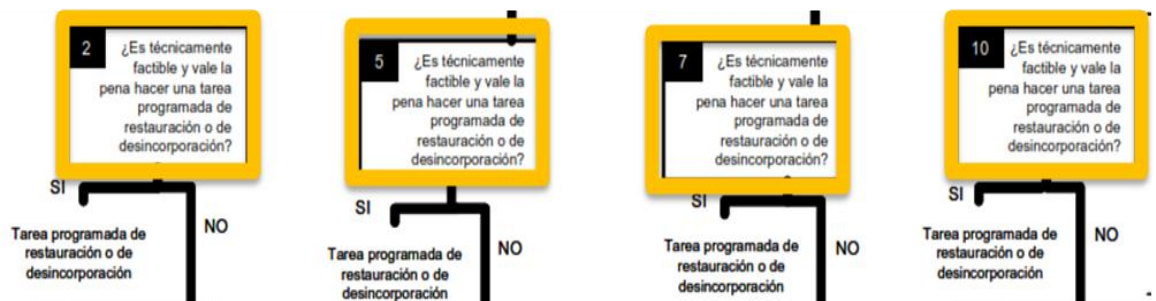 2
¿Es técnicamente
factible y vale la
pena hacer una tarea
programada de
restauración o de
desincorporación?
SI
NO
Tarea programada de
restauración o de
desincorporación
5
¿Es técnicamente
factible y vale la
pena hacer una tarea
programada de
restauración o de
desincorporación?
SI
NO
Tarea programada de
restauración o de
desincorporación
7
¿Es técnicamente
factible y vale la
pena hacer una tarea
programada de
restauración o de
desincorporación?
SI
NO
Tarea programada de
restauración o de
desincorporación
10
¿Es técnicamente
factible y vale la
pena hacer una tarea
programada de
restauración o de
desincorporación?
SI
NO
Tarea programada de
restauración o de
desincorporación